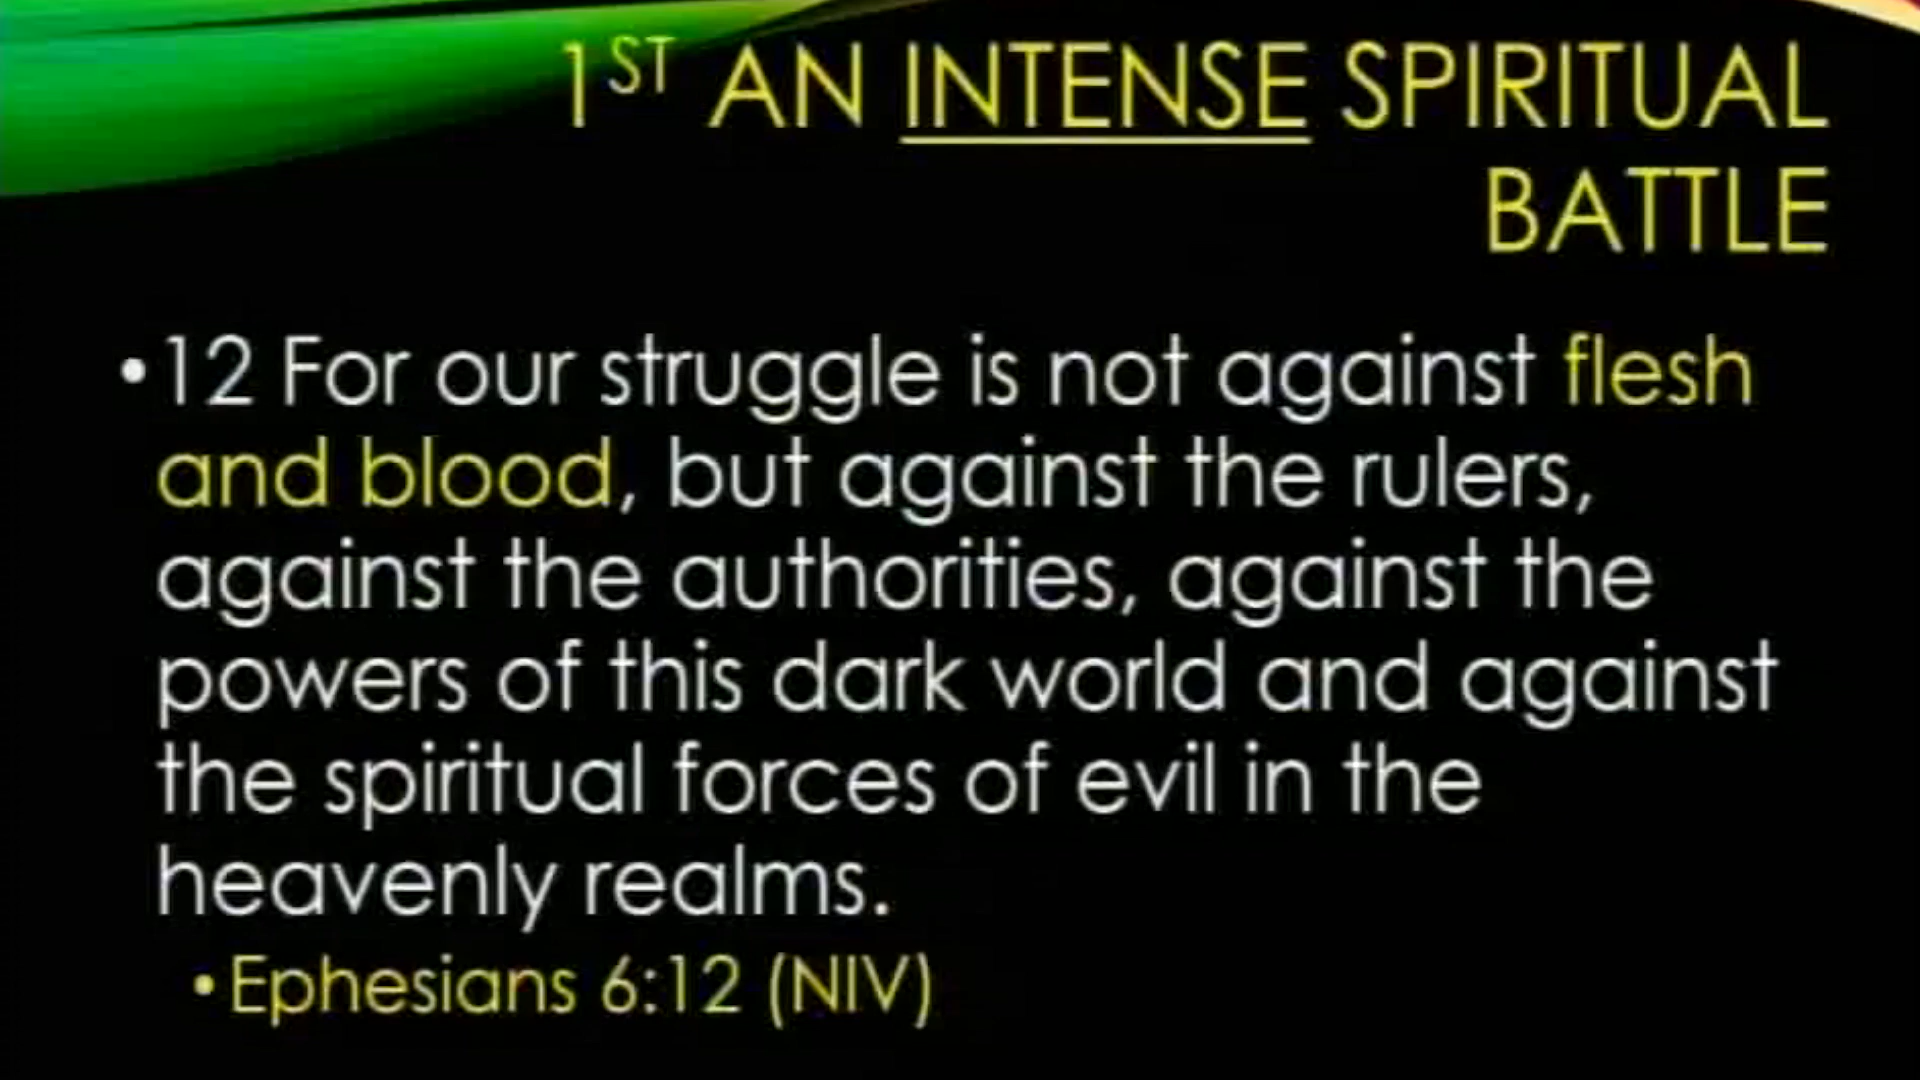 1ST AN INTENSE SPIRITUAL
BATTLE
•12 For our struggle is not against flesh
and blood, but against the rulers,
against the authorities, against the
powers of this dark world and against
the spiritual forces of evil in the
heavenly realms.
•Ephesians 6:12 (NIV)